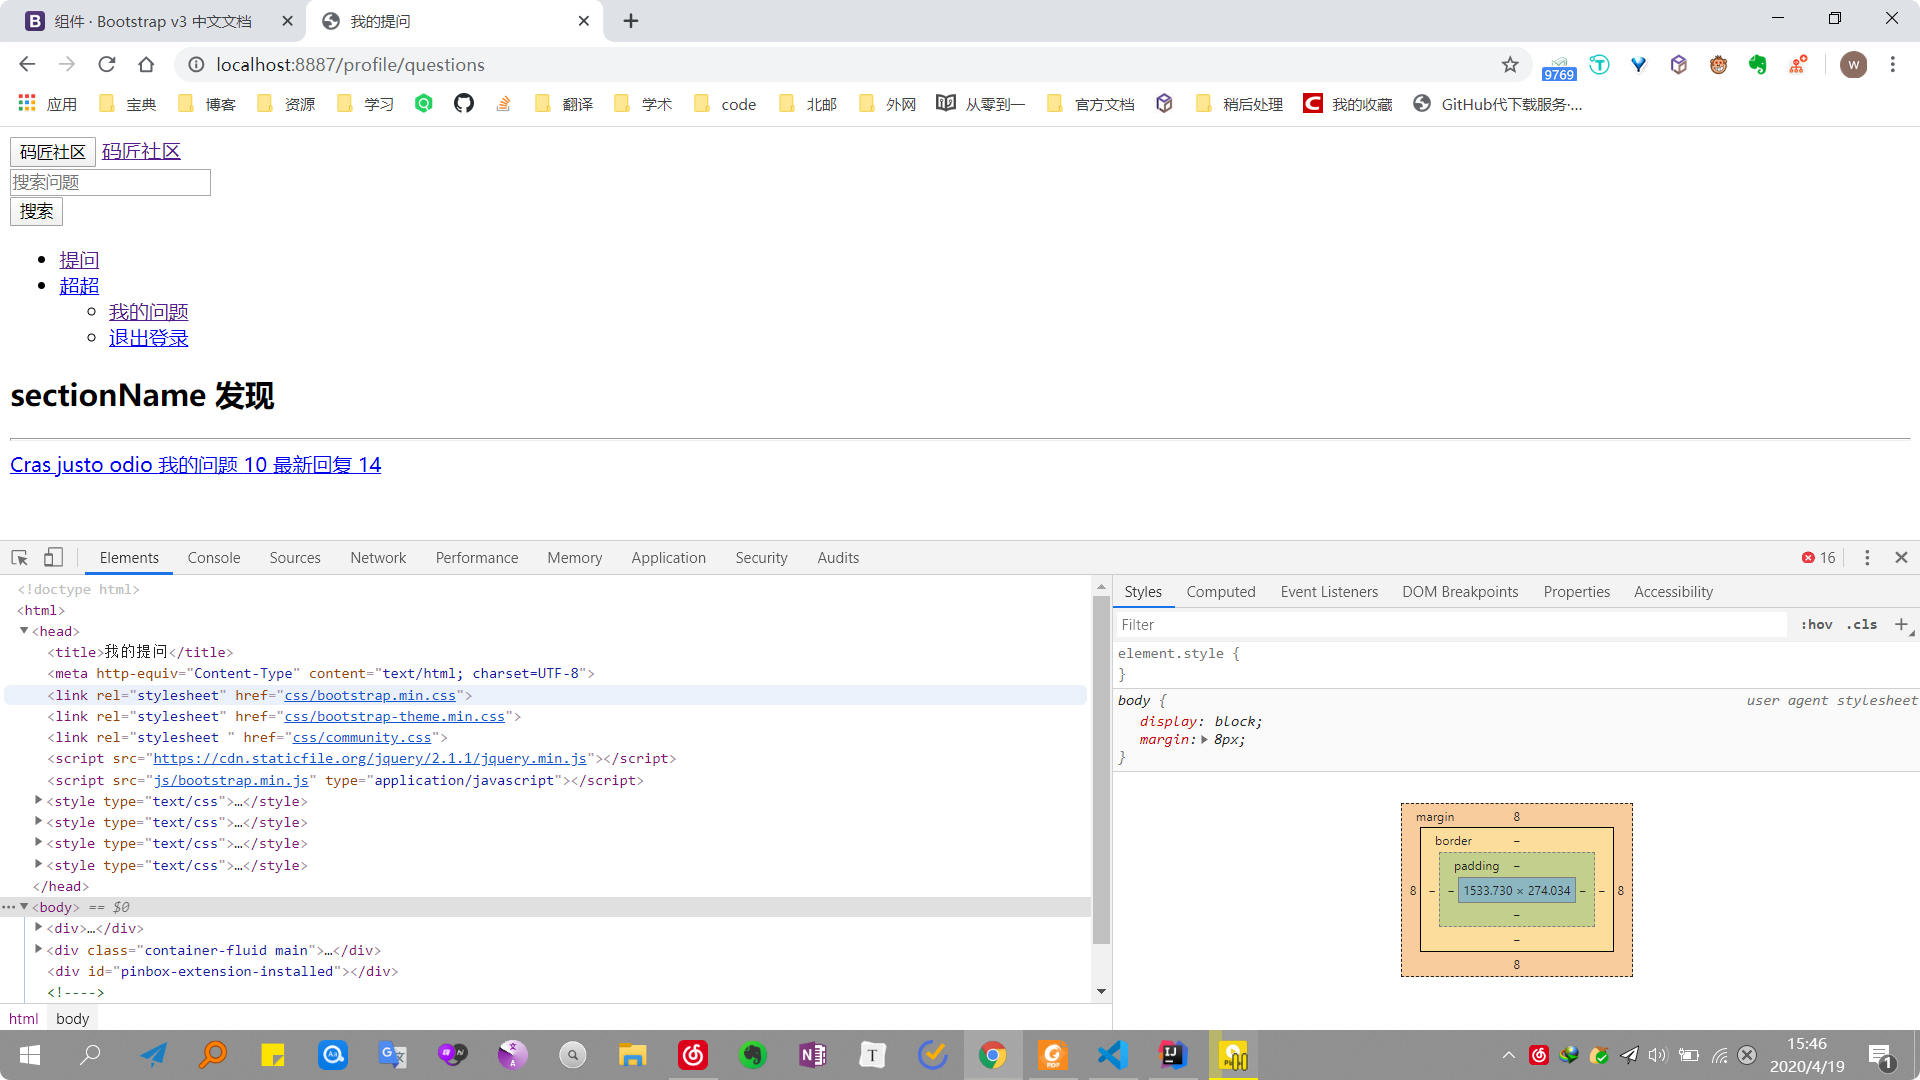 组件 · Bootstrap v3 中文文档
我的提问
localhost:8887/profile/questions
9769
W
应用
宝典
博客
资源
学习
翻译
学术
code
北邮
外网
从零到一
官方文档
稍后处理
我的收藏
GitHub代下载服务·...
码匠社区 码匠社区
搜索问题
搜索
提问
超超
我的问题
退出登录
sectionName 发现
Cras justo odio 我的问题 10 最新回复 14
Elements Console Sources Network Performance Memory Application Security Audits
16
<!doctype html>
<html>
<head>
<title>我的提问</title>
<meta http-equiv="Content-Type" content="text/html; charset=UTF-8">
<link rel="stylesheet" href="css/bootstrap.min.css">
<link rel="stylesheet" href="css/bootstrap-theme.min.css">
<link rel="stylesheet " href="css/community.css">
<script src="https://cdn.staticfile.org/jquery/2.1.1/jquery.min.js"></script>
<script src="js/bootstrap.min.js" type="application/javascript"></script>
<style type="text/css">…</style>
<style type="text/css">…</style>
<style type="text/css">…</style>
<style type="text/css">…</style>
</head>
<body> == $0
<div>…</div>
<div class="container-fluid main">…</div>
<div id="pinbox-extension-installed"></div>
<!---->
html body
Styles Computed Event Listeners DOM Breakpoints Properties Accessibility
Filter
:hov .cls +
element.style {
}
body {
user agent stylesheet
display: block;
margin: 8px;
}
margin 8
border –
padding –
8 – – 1533.730 × 274.034 – – 8
–
–
8
15:46
2020/4/19
1